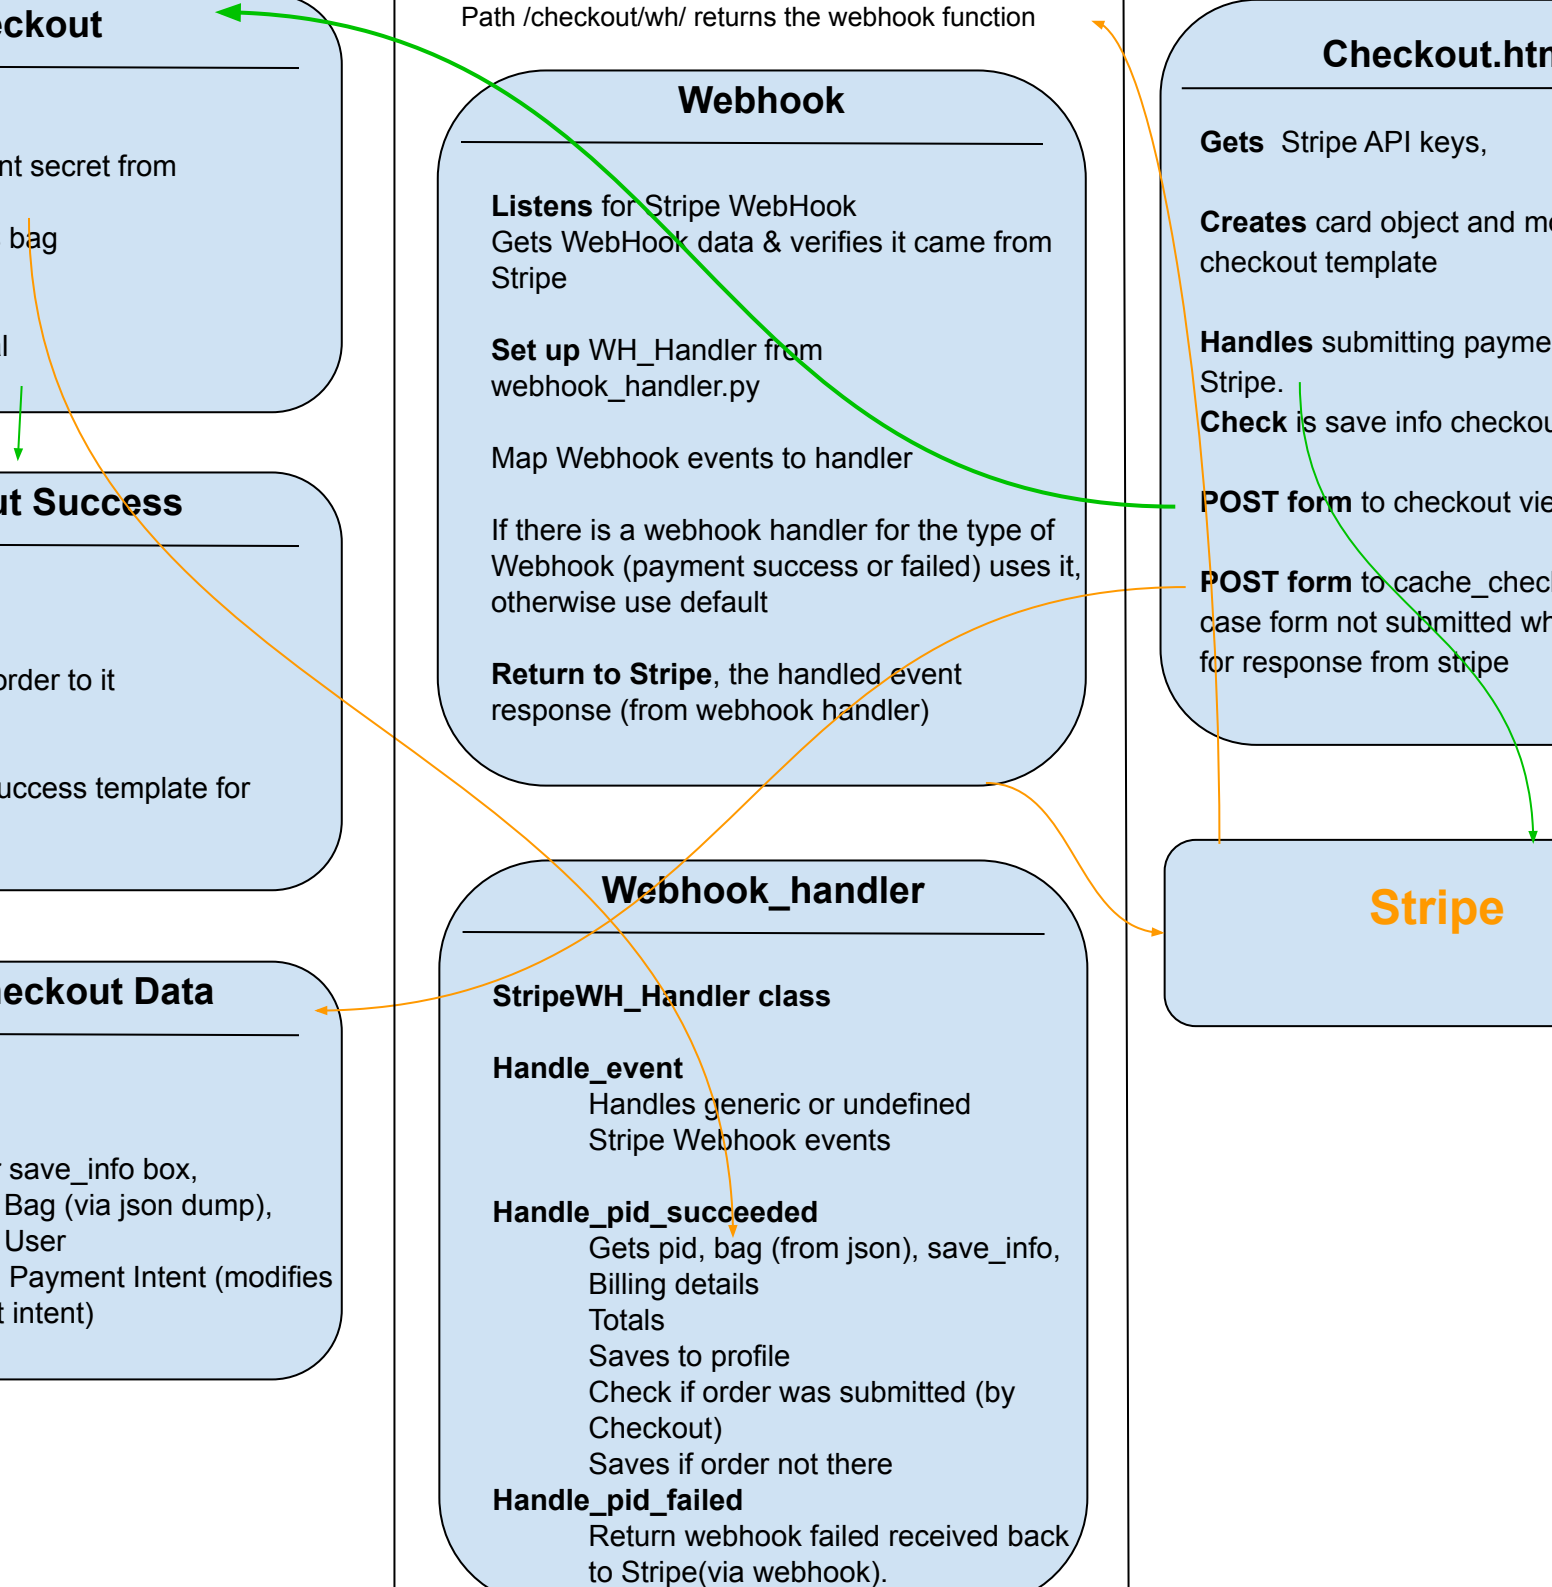 ckout
nt secret from
bag
al
ut Success
order to it
uccess template for
eckout Data
save_info box,
Bag (via json dump),
User
Payment Intent (modifies
t intent)
Path /checkout/wh/ returns the webhook function
Webhook
Listens for Stripe WebHook
Gets WebHook data & verifies it came from
Stripe
Set up WH_Handler from
webhook_handler.py
Map Webhook events to handler
If there is a webhook handler for the type of
Webhook (payment success or failed) uses it,
otherwise use default
Return to Stripe, the handled event
response (from webhook handler)
Webhook_handler
StripeWH_Handler class
Handle_event
Handles generic or undefined
Stripe Webhook events
Handle_pid_succeeded
Gets pid, bag (from json), save_info,
Billing details
Totals
Saves to profile
Check if order was submitted (by
Checkout)
Saves if order not there
Handle_pid_failed
Return webhook failed received back
to Stripe(via webhook).
Checkout.htm
Gets Stripe API keys,
Creates card object and mo
checkout template
Handles submitting payme
Stripe.
Check is save info checkou
POST form to checkout vie
POST form to cache_chec
case form not submitted wh
for response from stripe
Stripe